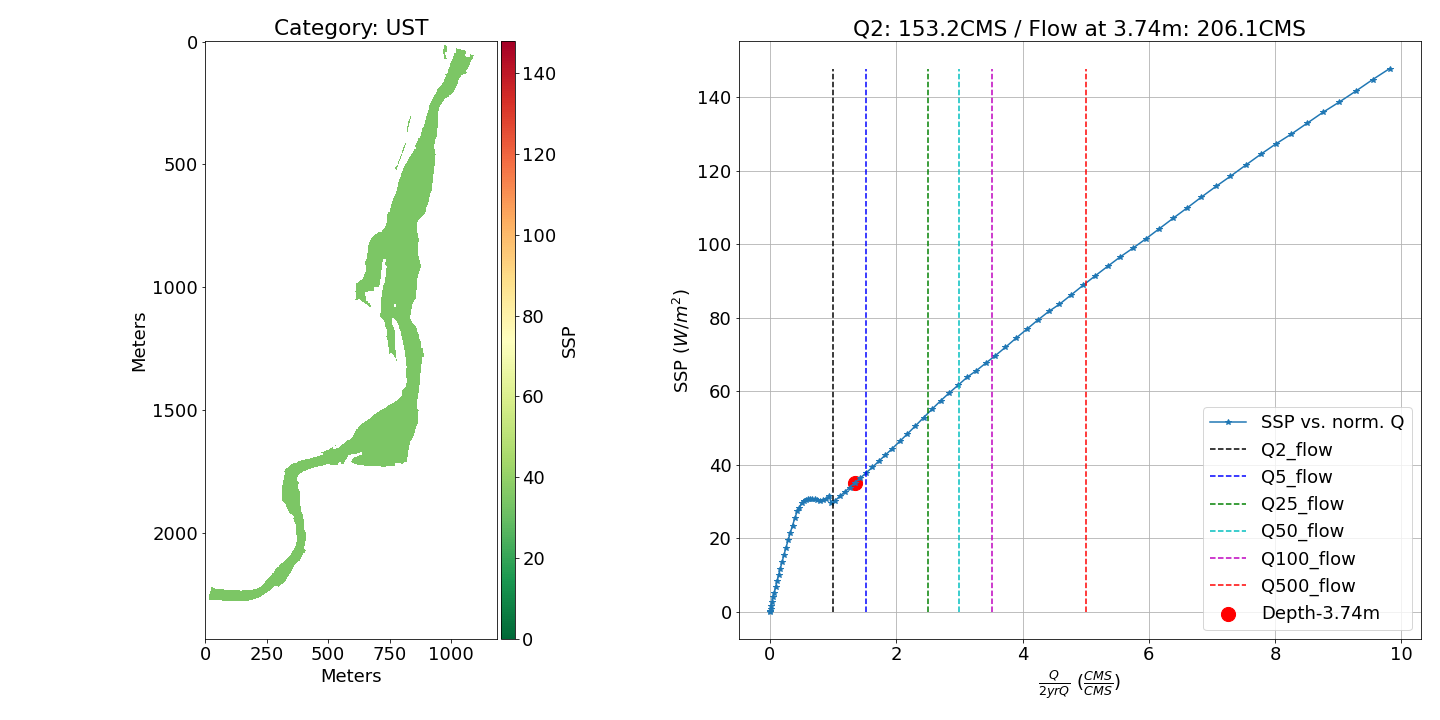 Category: UST
0
500
1000
1500
2000
Meters
0
250
500
750
1000
Meters
140
120
100
80
60
40
20
0
SSP
Q2: 153.2CMS / Flow at 3.74m: 206.1CMS
140
120
100
80
60
40
20
0
SSP (W/m²)
0
2
4
6
8
10
Q/2yrQ (CMS/CMS)
SSP vs. norm. Q
Q2_flow
Q5_flow
Q25_flow
Q50_flow
Q100_flow
Q500_flow
Depth-3.74m